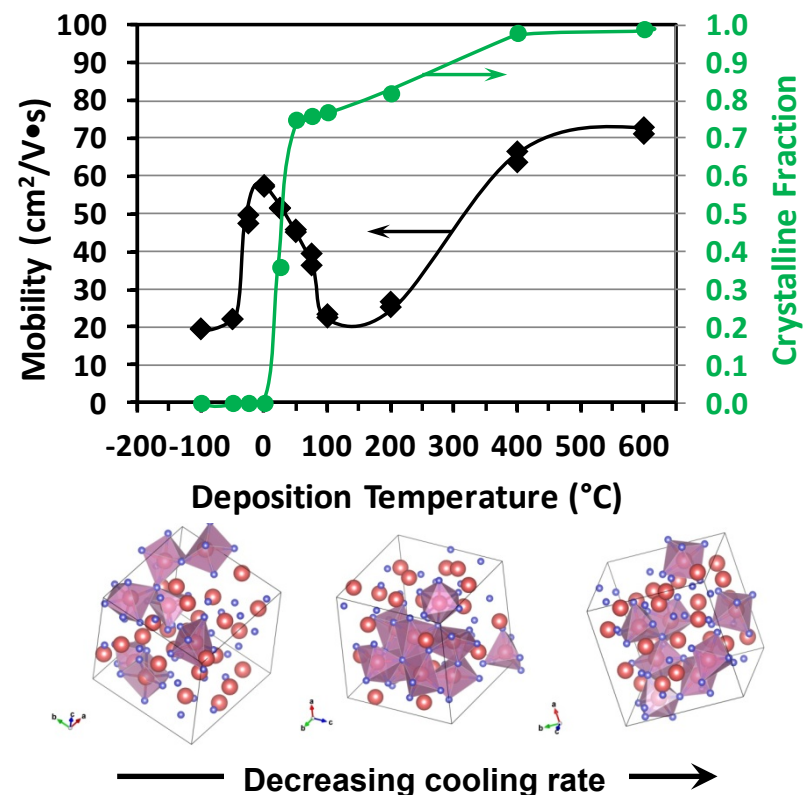 100
90
80
70
60
50
40
30
20
10
0
Mobility (cm²/V•s)
1.0
0.9
0.8
0.7
0.6
0.5
0.4
0.3
0.2
0.1
0.0
Crystalline Fraction
-200 -100 0 100 200 300 400 500 600
Deposition Temperature (°C)
b c a
a b c
a b c
Decreasing cooling rate